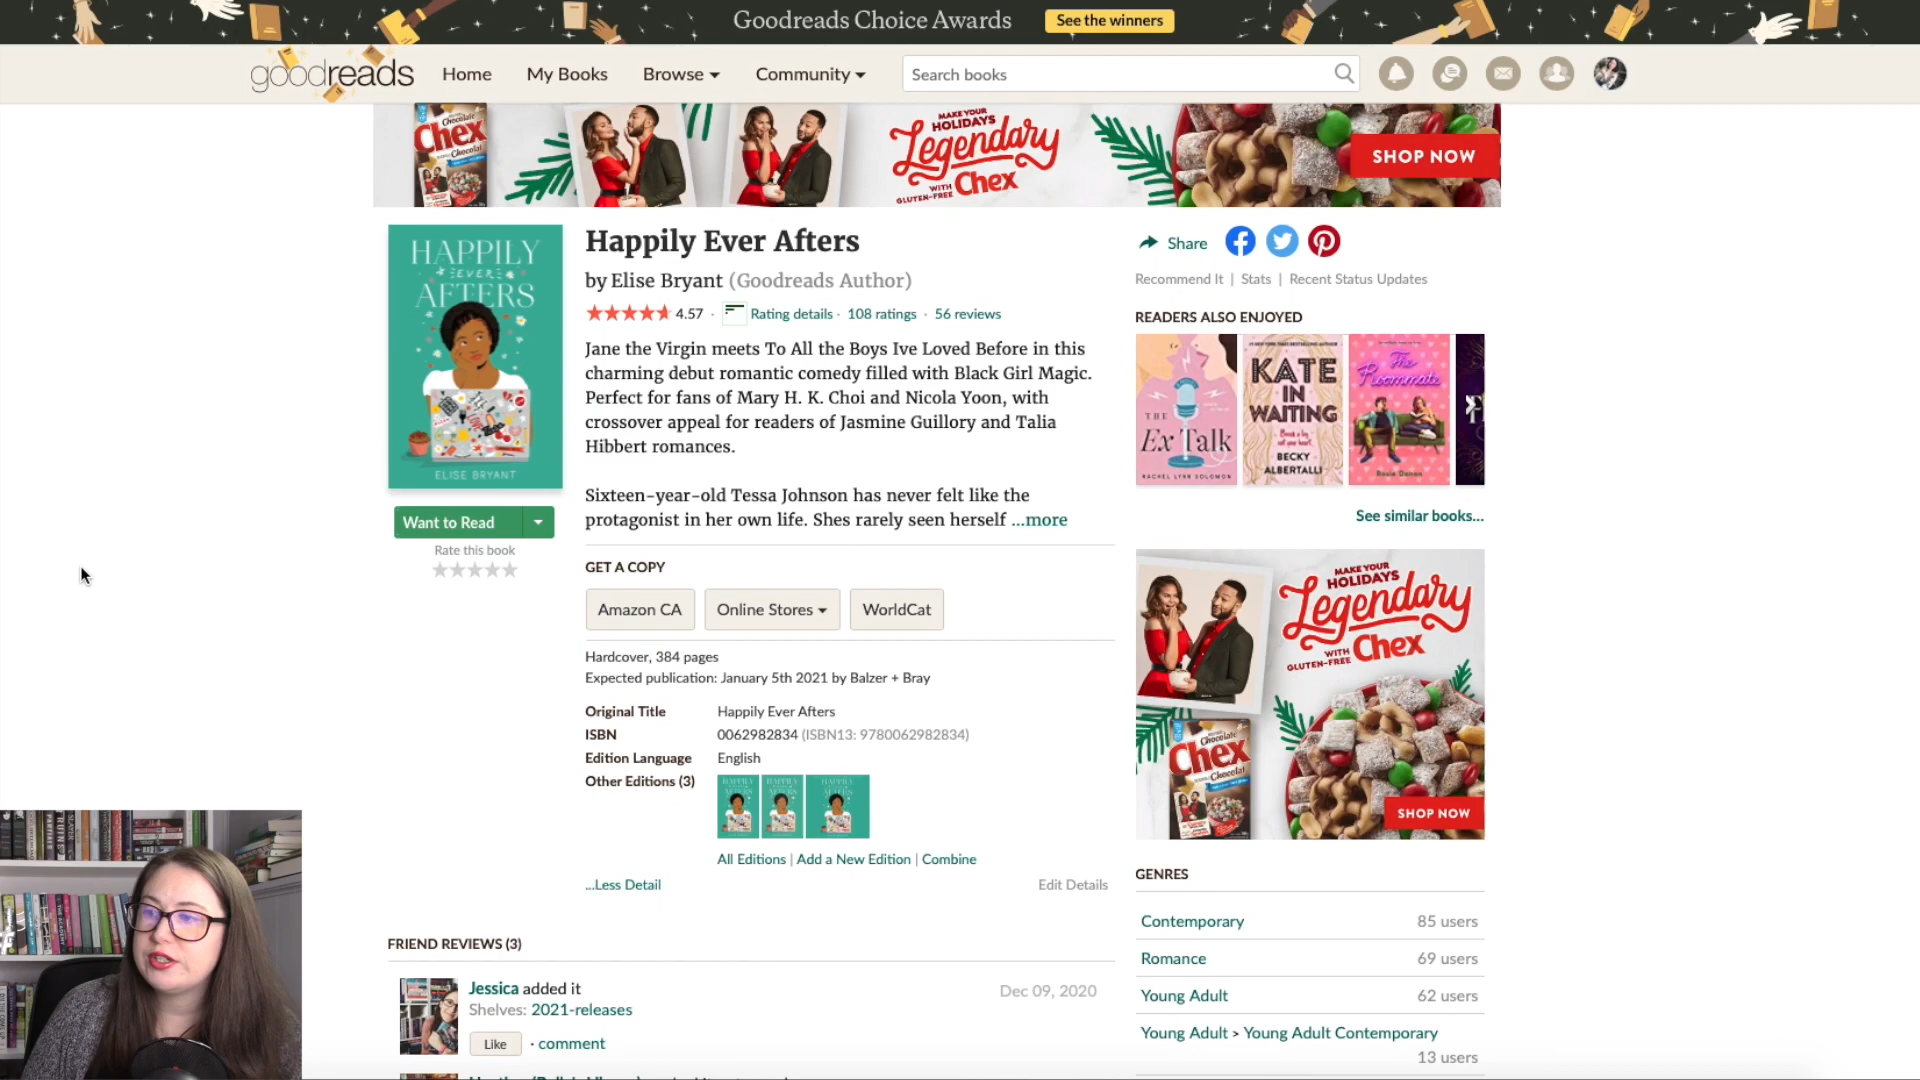 Goodreads Choice Awards See the winners
goodreads Home My Books Browse Community Search books
Chocolate
Chex
MAKE YOUR
HOLIDAYS
Legendary
WITH
GLUTEN-FREE Chex
SHOP NOW
HAPPILY
EVER
AFTERS
ELISE BRYANT
Want to Read
Rate this book
Happily Ever Afters
by Elise Bryant (Goodreads Author)
4.57 · Rating details · 108 ratings · 56 reviews
Jane the Virgin meets To All the Boys Ive Loved Before in this
charming debut romantic comedy filled with Black Girl Magic.
Perfect for fans of Mary H. K. Choi and Nicola Yoon, with
crossover appeal for readers of Jasmine Guillory and Talia
Hibbert romances.
Sixteen-year-old Tessa Johnson has never felt like the
protagonist in her own life. Shes rarely seen herself ...more
GET A COPY
Amazon CA Online Stores WorldCat
Hardcover, 384 pages
Expected publication: January 5th 2021 by Balzer + Bray
Original Title Happily Ever Afters
ISBN 0062982834 (ISBN13: 9780062982834)
Edition Language English
Other Editions (3)
All Editions | Add a New Edition | Combine
...Less Detail Edit Details
FRIEND REVIEWS (3)
Jessica added it Dec 09, 2020
Shelves: 2021-releases
Like · comment
Share
Recommend It | Stats | Recent Status Updates
READERS ALSO ENJOYED
THE
Ex Talk
RACHEL LYNN SOLOMON
KATE
IN
WAITING
BECKY
ALBERTALLI
The
Roommate
Rosie Danan
See similar books...
MAKE YOUR
HOLIDAYS
Legendary
WITH
GLUTEN-FREE Chex
Chocolate
Chex
SHOP NOW
GENRES
Contemporary 85 users
Romance 69 users
Young Adult 62 users
Young Adult > Young Adult Contemporary
13 users